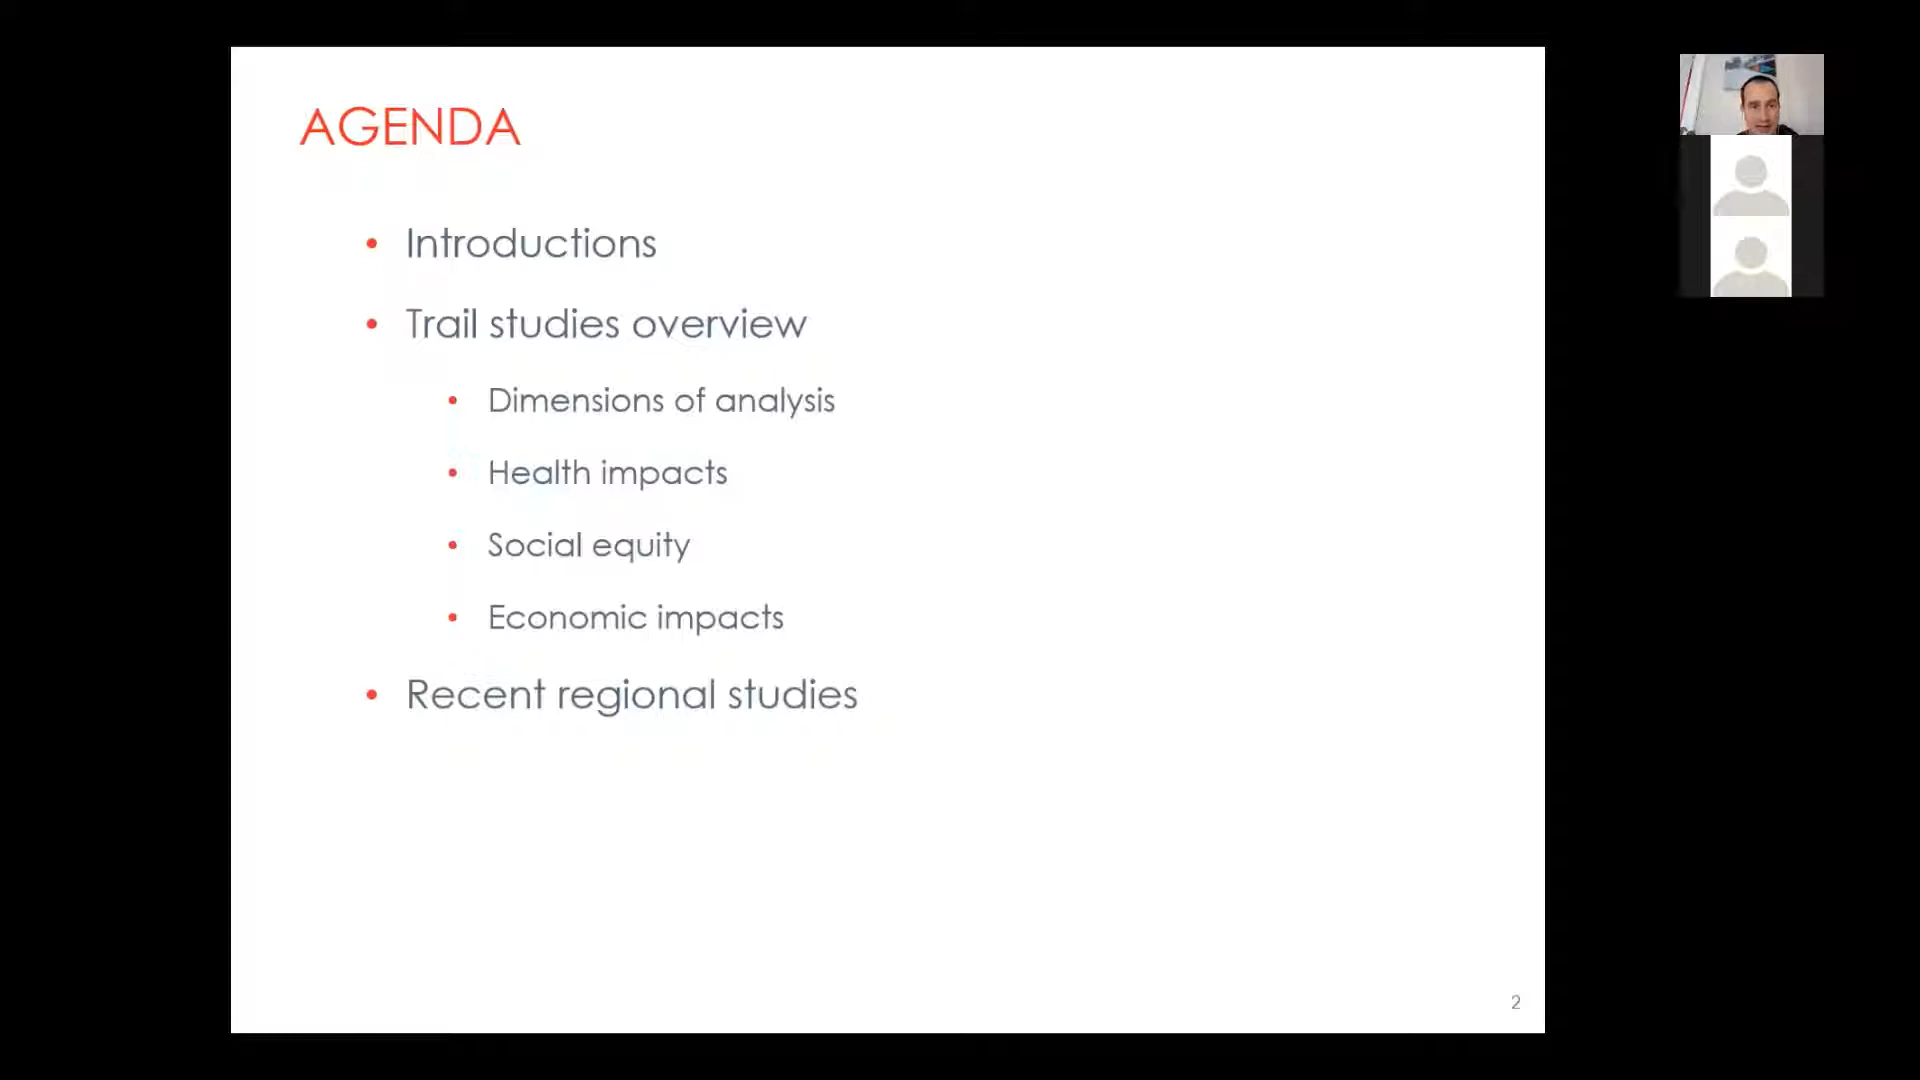 AGENDA
• Introductions
• Trail studies overview
• Dimensions of analysis
• Health impacts
• Social equity
• Economic impacts
• Recent regional studies
2